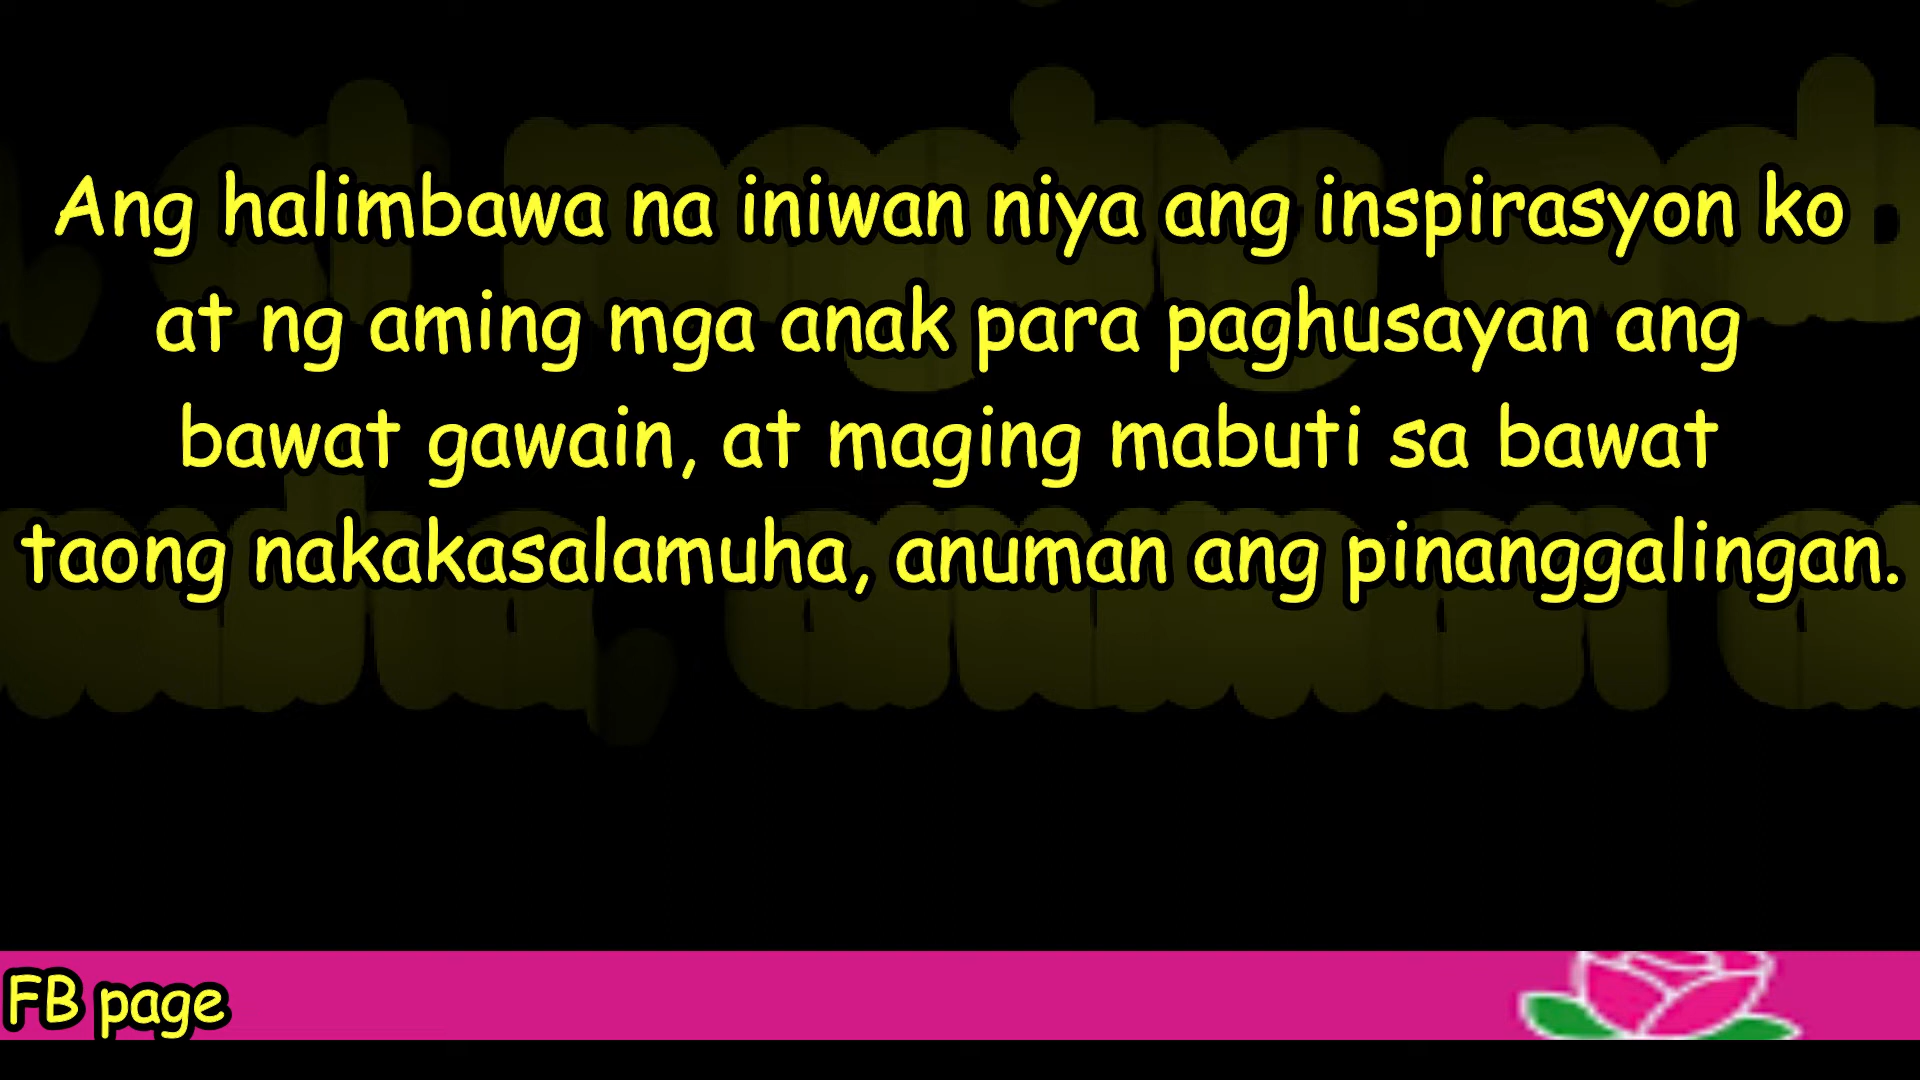 Ang halimbawa na iniwan niya ang inspirasyon ko
at ng aming mga anak para paghusayan ang
bawat gawain, at maging mabuti sa bawat
taong nakakasalamuha, anuman ang pinanggalingan.
FB page